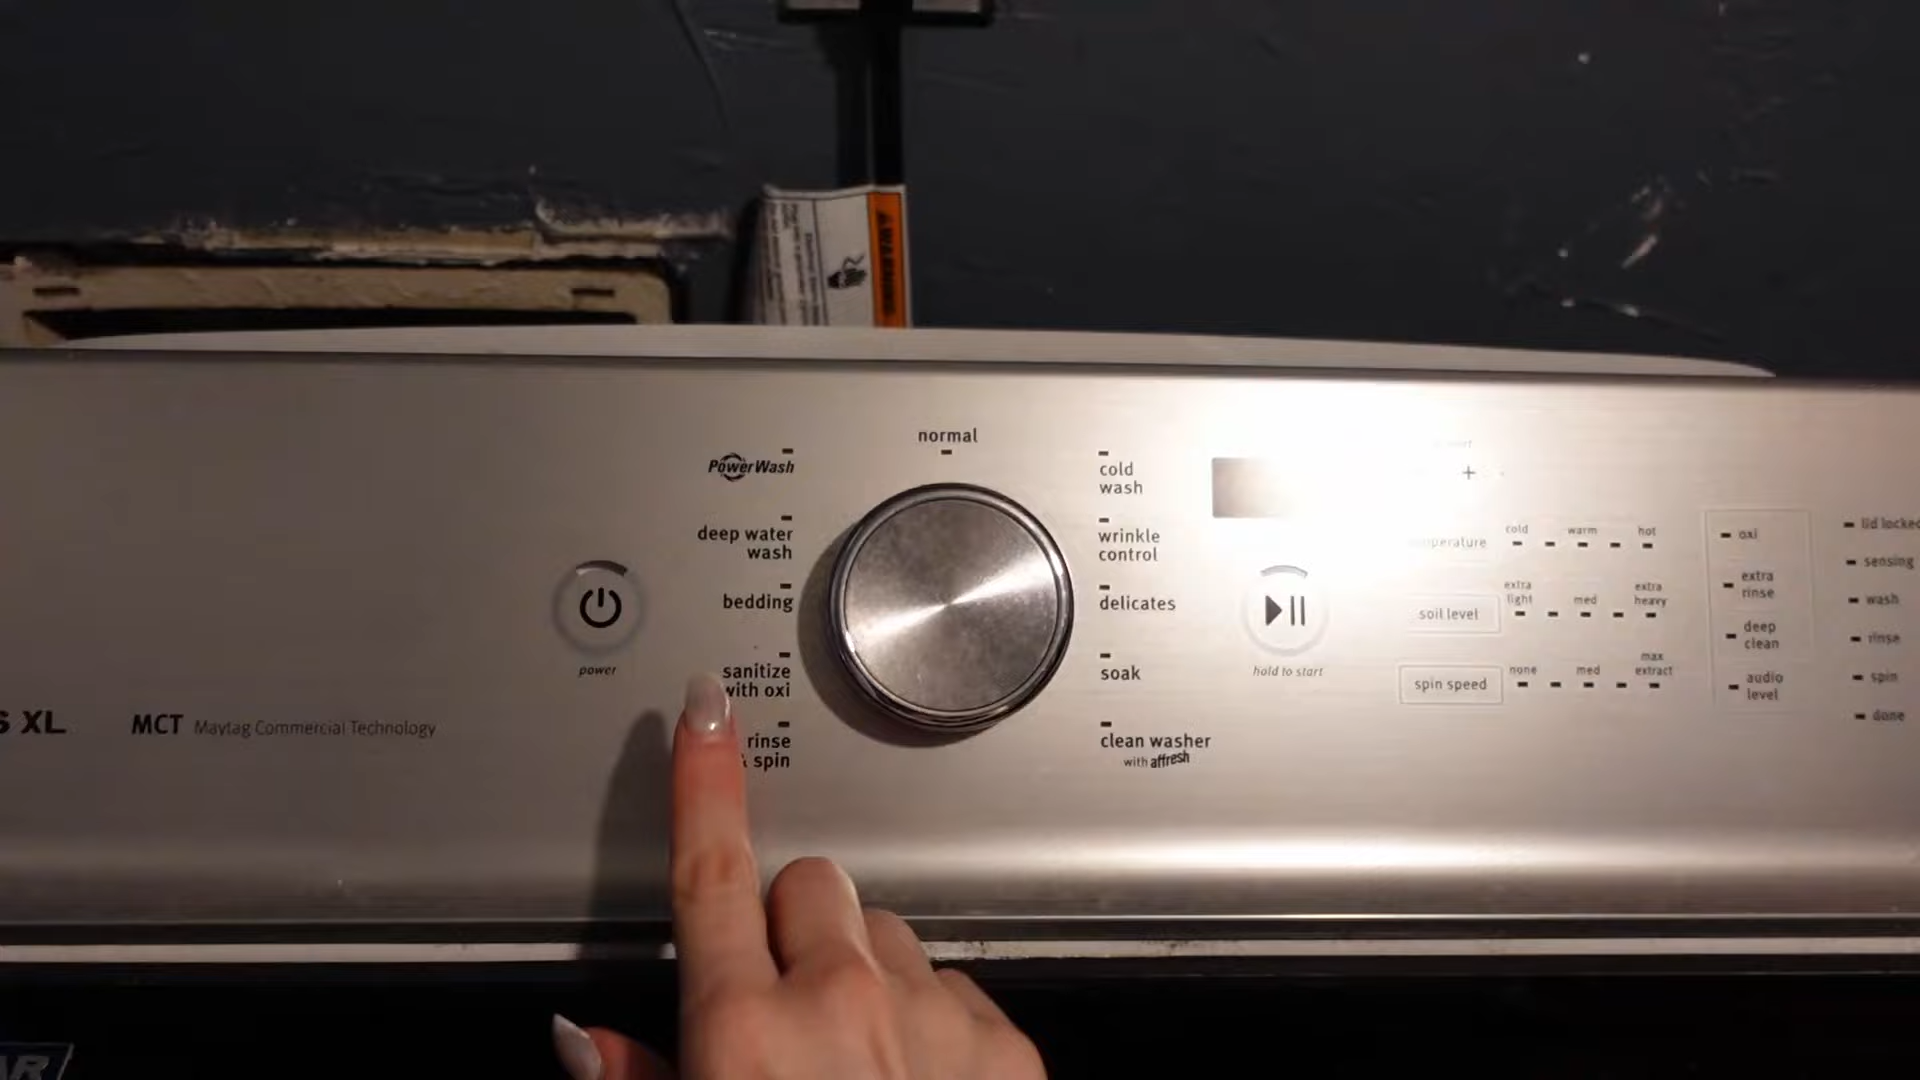 WARNING
normal
PowerWash
cold
wash
deep water
wash
wrinkle
control
bedding
delicates
sanitize
with oxi
soak
rinse
& spin
clean washer
with affresh
power
hold to start
XL
MCT Maytag Commercial Technology
+
cold warm hot
extra
light
med
extra
heavy
soil level
none med
max
extract
spin speed
oxi
extra
rinse
deep
clean
audio
level
lid locked
sensing
wash
rinse
spin
done